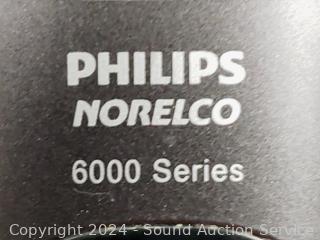 PHILIPS
NORELCO
6000 Series
Copyright 2024 - Sound Auction Service